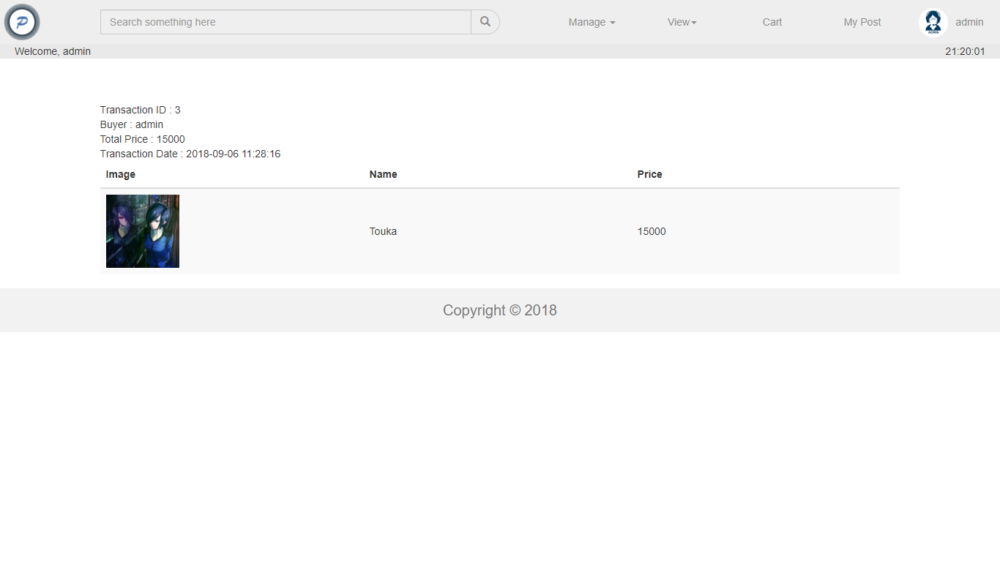 P
Search something here
Manage
View
Cart
My Post
ADMIN
admin
Welcome, admin
21:20:01
Transaction ID : 3
Buyer : admin
Total Price : 15000
Transaction Date : 2018-09-06 11:28:16
Image Name Price
Touka 15000
Copyright © 2018